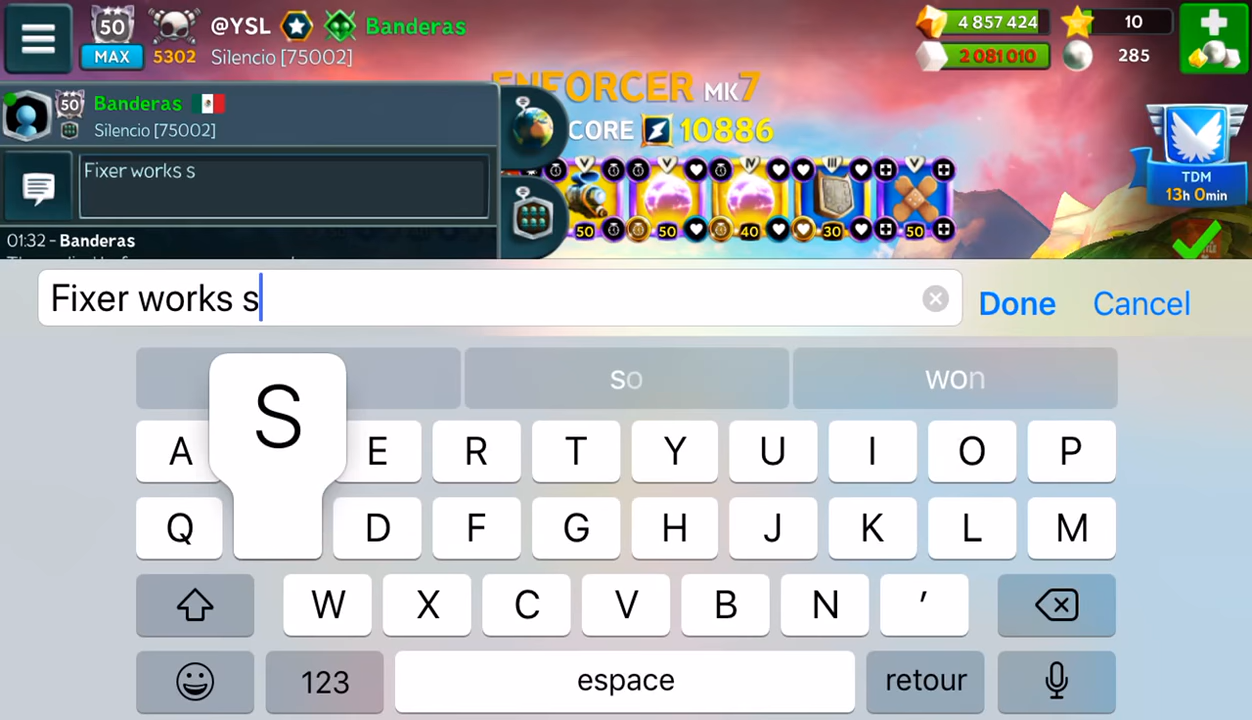 50 @YSL Banderas
MAX 5302 Silencio [75002]
4 857 424 10
2 081 010 285
50 Banderas
Silencio [75002]
Fixer works s
01:32 - Banderas
ENFORCER MK7
CORE 10886
V V IV III V
50 50 40 30 50
TDM
13h 0min
Fixer works s
Done Cancel
so won
S
A E R T Y U I O P
Q D F G H J K L M
W X C V B N '
123 espace retour